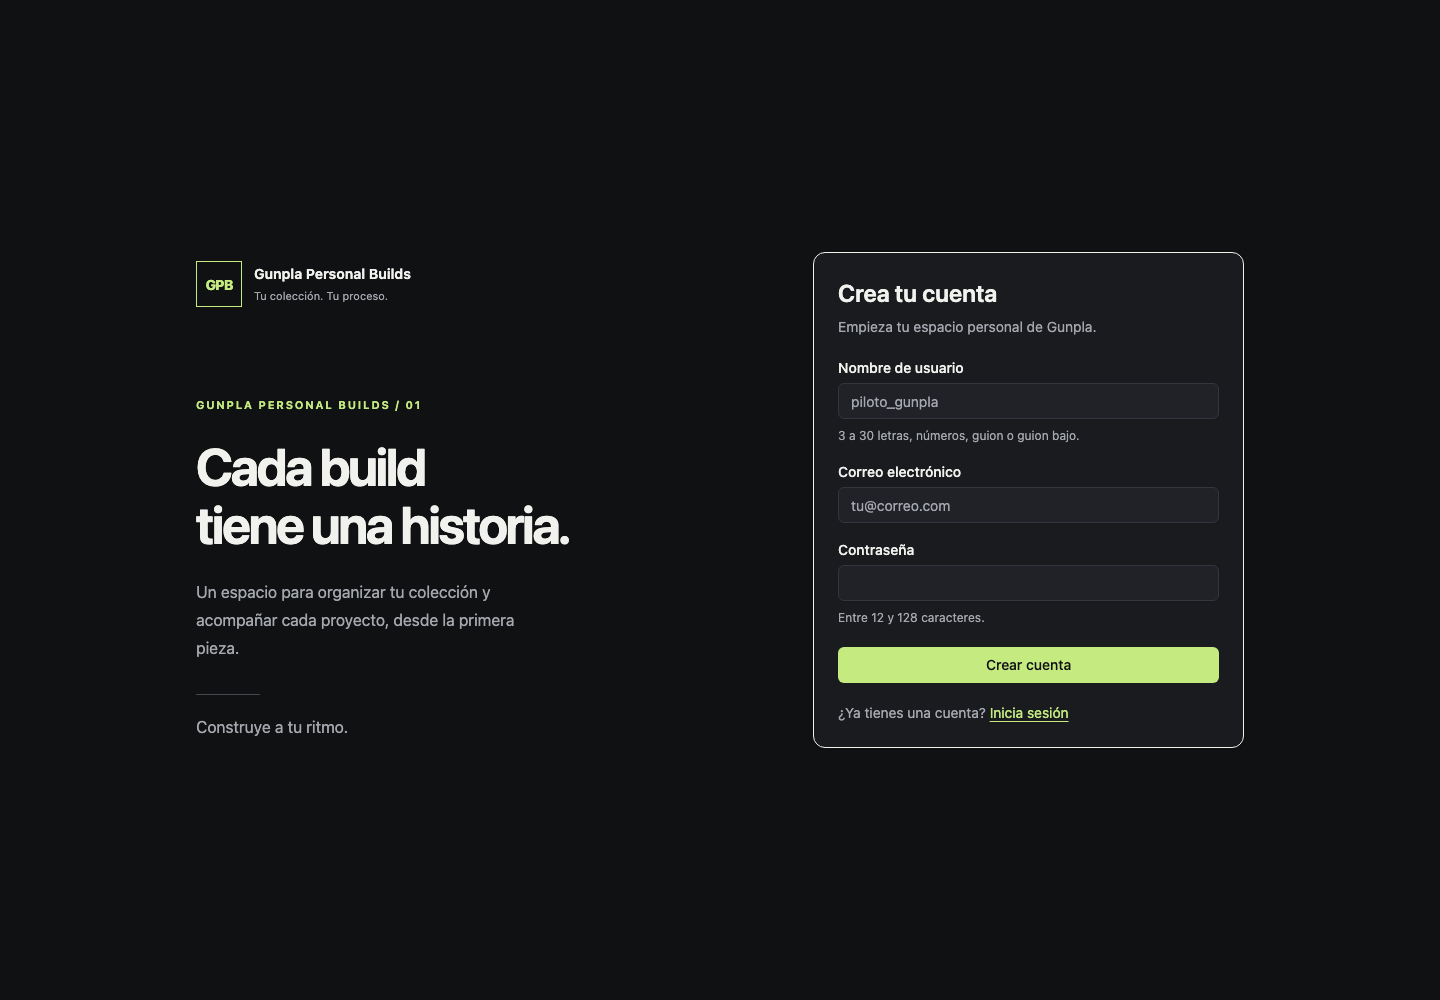 GPB
Gunpla Personal Builds
Tu colección. Tu proceso.
GUNPLA PERSONAL BUILDS / 01
Cada build
tiene una historia.
Un espacio para organizar tu colección y
acompañar cada proyecto, desde la primera
pieza.
Construye a tu ritmo.
Crea tu cuenta
Empieza tu espacio personal de Gunpla.
Nombre de usuario
piloto_gunpla
3 a 30 letras, números, guion o guion bajo.
Correo electrónico
tu@correo.com
Contraseña
Entre 12 y 128 caracteres.
Crear cuenta
¿Ya tienes una cuenta? Inicia sesión